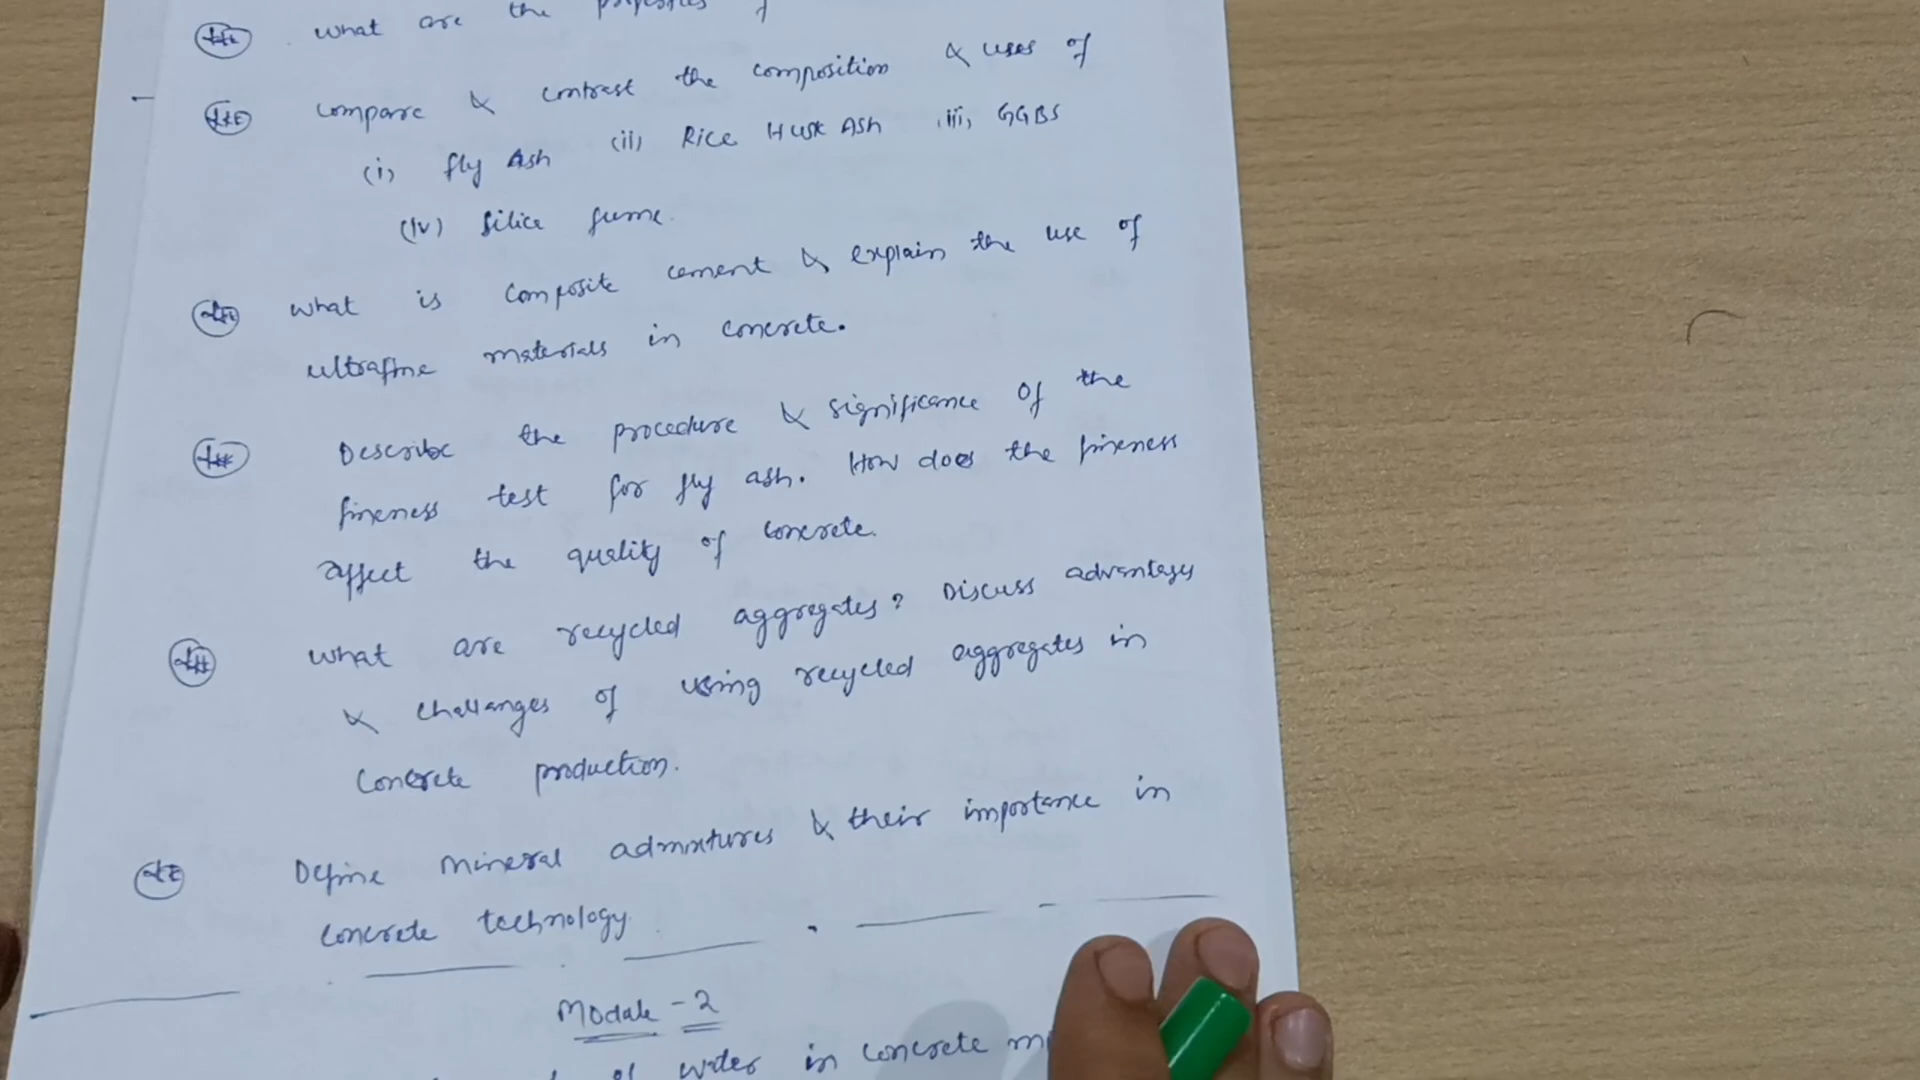 what are the properties of
compare & contrast the composition & uses of
(i) fly Ash (ii) Rice Husk Ash (iii) GGBS
(iv) silica fume.
what is composite cement & explain the use of
ultrafine materials in concrete.
Describe the procedure & significance of the
fineness test for fly ash. How does the fineness
affect the quality of concrete.
what are recycled aggregates? Discuss advantages
& challanges of using recycled aggregates in
concrete production.
Define mineral admixtures & their importance in
concrete technology.
Module - 2
of water in concrete